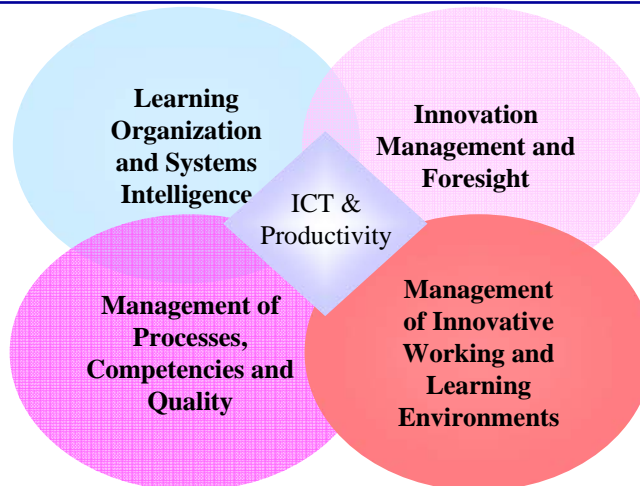 Learning
Organization
and Systems
Intelligence
Innovation
Management and
Foresight
ICT &
Productivity
Management of
Processes,
Competencies and
Quality
Management
of Innovative
Working and
Learning
Environments